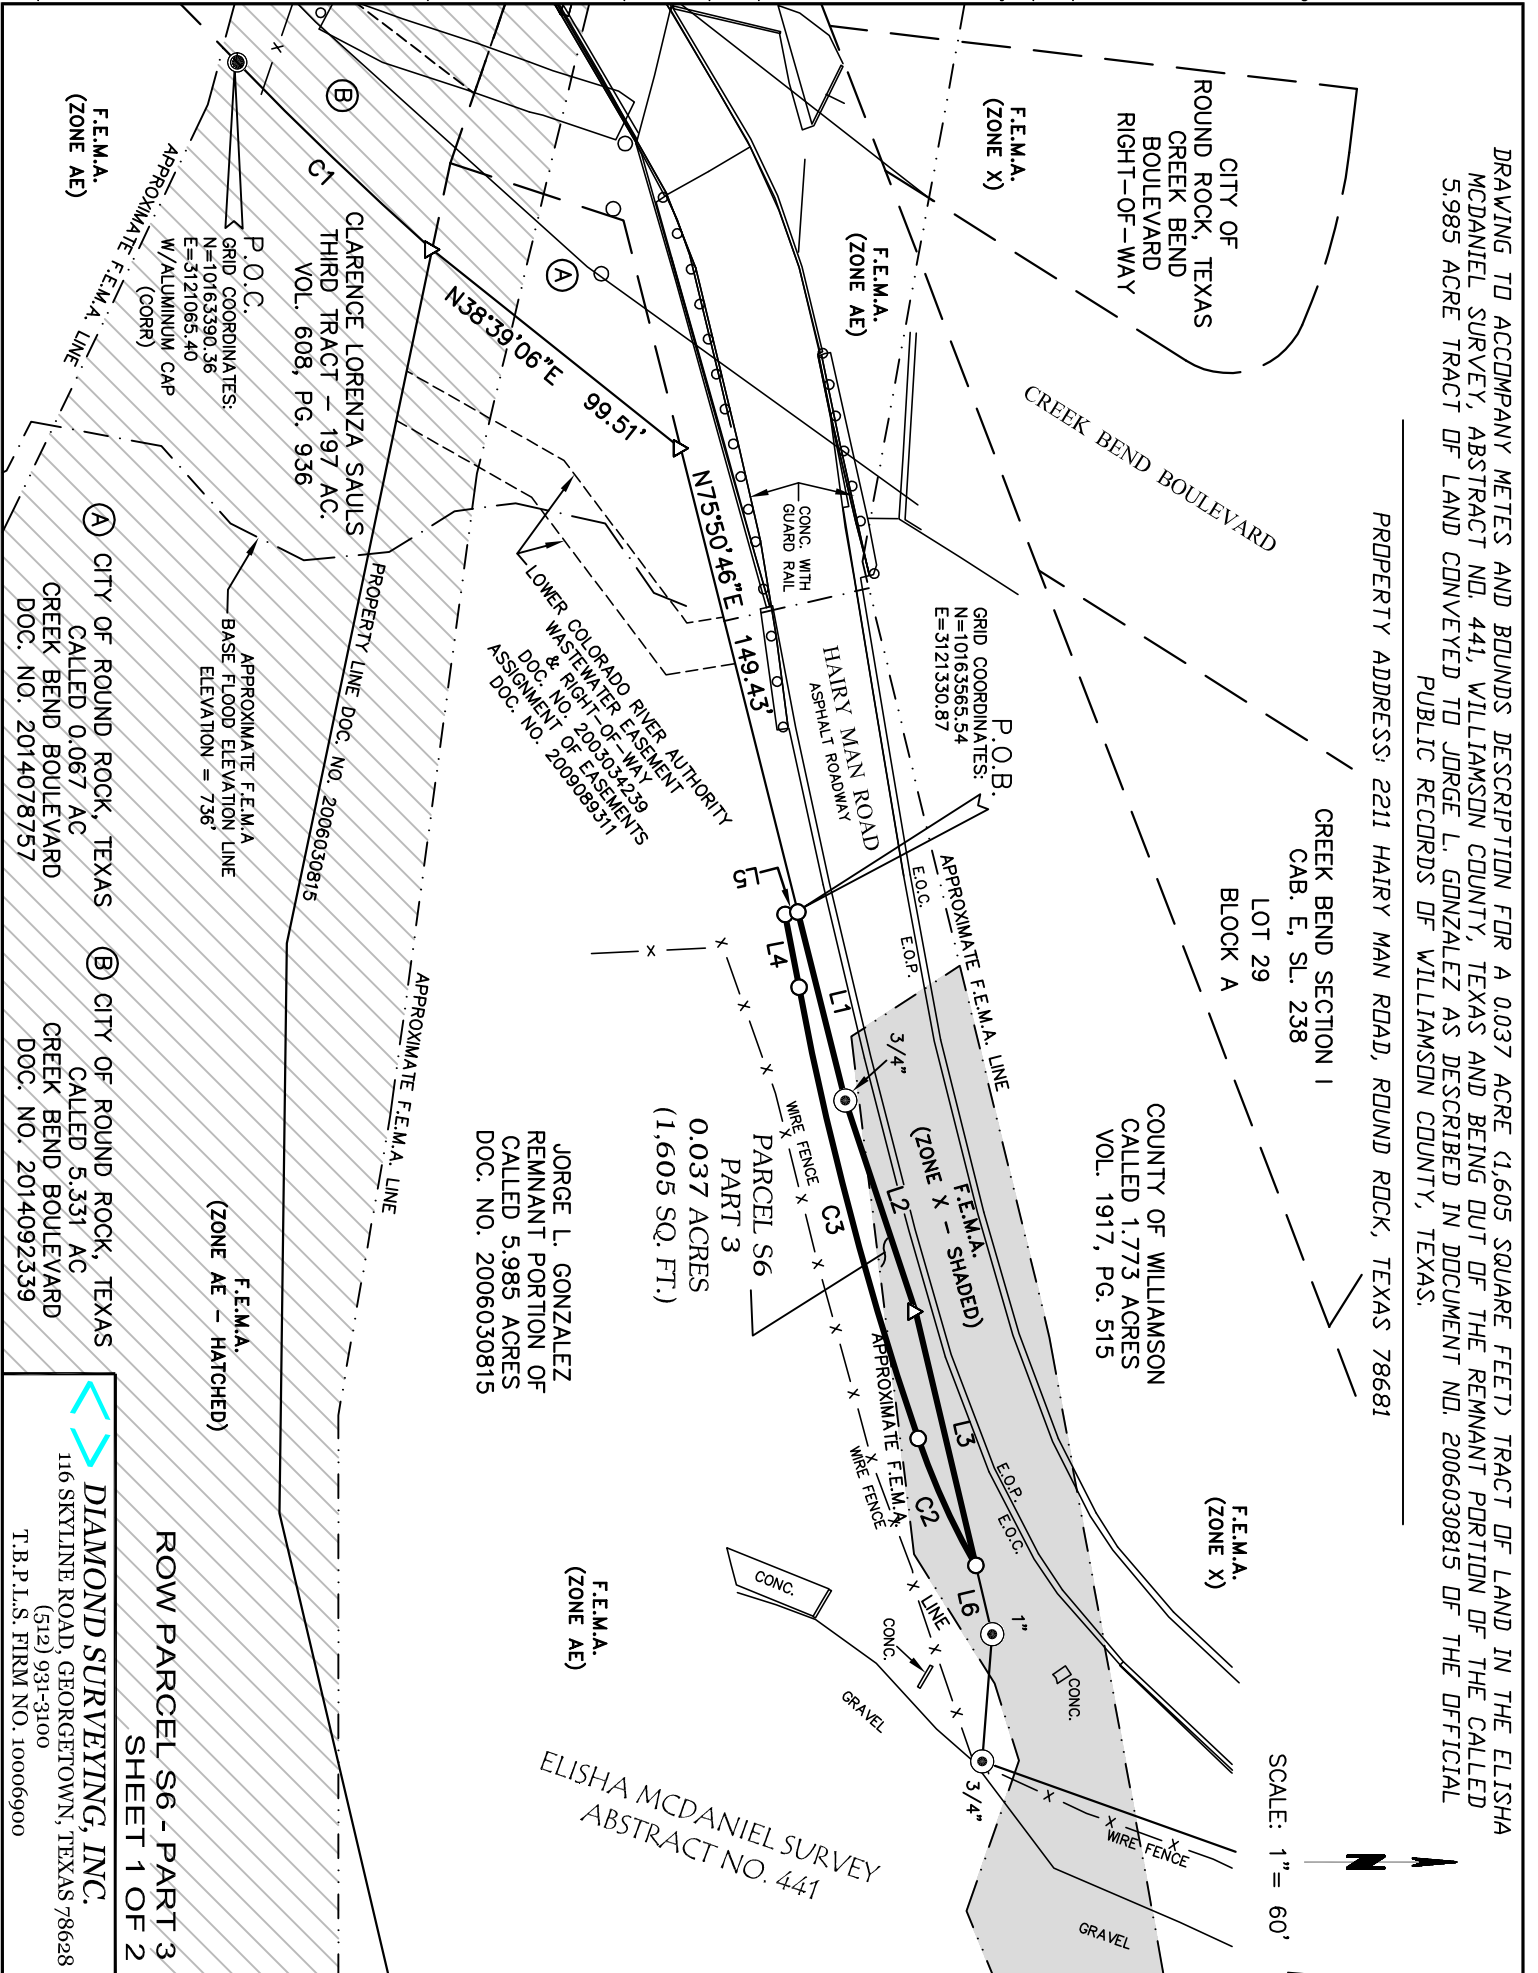 DRAWING TO ACCOMPANY METES AND BOUNDS DESCRIPTION FOR A 0.037 ACRE (1,605 SQUARE FEET) TRACT OF LAND IN THE ELISHA
MCDANIEL SURVEY, ABSTRACT NO. 441, WILLIAMSON COUNTY, TEXAS AND BEING OUT OF THE REMNANT PORTION OF THE CALLED
5.985 ACRE TRACT OF LAND CONVEYED TO JORGE L. GONZALEZ AS DESCRIBED IN DOCUMENT NO. 2006030815 OF THE OFFICIAL
PUBLIC RECORDS OF WILLIAMSON COUNTY, TEXAS.
PROPERTY ADDRESS: 2211 HAIRY MAN ROAD, ROUND ROCK, TEXAS 78681
SCALE: 1"= 60'
N
CITY OF
ROUND ROCK, TEXAS
CREEK BEND
BOULEVARD
RIGHT-OF-WAY
CREEK BEND BOULEVARD
CREEK BEND SECTION I
CAB. E, SL. 238
LOT 29
BLOCK A
F.E.M.A.
(ZONE X)
F.E.M.A.
(ZONE AE)
F.E.M.A.
(ZONE X)
COUNTY OF WILLIAMSON
CALLED 1.773 ACRES
VOL. 1917, PG. 515
P.O.B.
GRID COORDINATES:
N=10163565.54
E=3121330.87
HAIRY MAN ROAD
ASPHALT ROADWAY
CONC. WITH
GUARD RAIL
APPROXIMATE F.E.M.A. LINE
E.O.C.
E.O.P.
F.E.M.A.
(ZONE X - SHADED)
E.O.P.
E.O.C.
3/4"
L1
L2
L3
L4
L5
L6
C3
C2
1"
3/4"
CONC.
CONC.
CONC.
GRAVEL
GRAVEL
WIRE FENCE
WIRE FENCE
WIRE FENCE
APPROXIMATE F.E.M.A. LINE
B
A
C1
N38°39'06"E 99.51'
N75°50'46"E 149.43'
P.O.C.
GRID COORDINATES:
N=10163390.36
E=3121065.40
W/ALUMINUM CAP
(CORR)
CLARENCE LORENZA SAULS
THIRD TRACT - 197 AC.
VOL. 608, PG. 936
F.E.M.A.
(ZONE AE)
APPROXIMATE F.E.M.A. LINE
LOWER COLORADO RIVER AUTHORITY
WASTEWATER EASEMENT
& RIGHT-OF-WAY
DOC. NO. 2003034239
ASSIGNMENT OF EASEMENTS
DOC. NO. 2009089311
PARCEL S6
PART 3
0.037 ACRES
(1,605 SQ. FT.)
JORGE L. GONZALEZ
REMNANT PORTION OF
CALLED 5.985 ACRES
DOC. NO. 2006030815
F.E.M.A.
(ZONE AE)
ELISHA MCDANIEL SURVEY
ABSTRACT NO. 441
APPROXIMATE F.E.M.A. LINE
PROPERTY LINE DOC. NO. 2006030815
APPROXIMATE F.E.M.A
BASE FLOOD ELEVATION LINE
ELEVATION = 736'
F.E.M.A.
(ZONE AE - HATCHED)
A CITY OF ROUND ROCK, TEXAS
CALLED 0.067 AC
CREEK BEND BOULEVARD
DOC. NO. 2014078757
B CITY OF ROUND ROCK, TEXAS
CALLED 5.331 AC
CREEK BEND BOULEVARD
DOC. NO. 2014092339
ROW PARCEL S6 - PART 3
SHEET 1 OF 2
DIAMOND SURVEYING, INC.
116 SKYLINE ROAD, GEORGETOWN, TEXAS 78628
(512) 931-3100
T.B.P.L.S. FIRM NO. 10006900